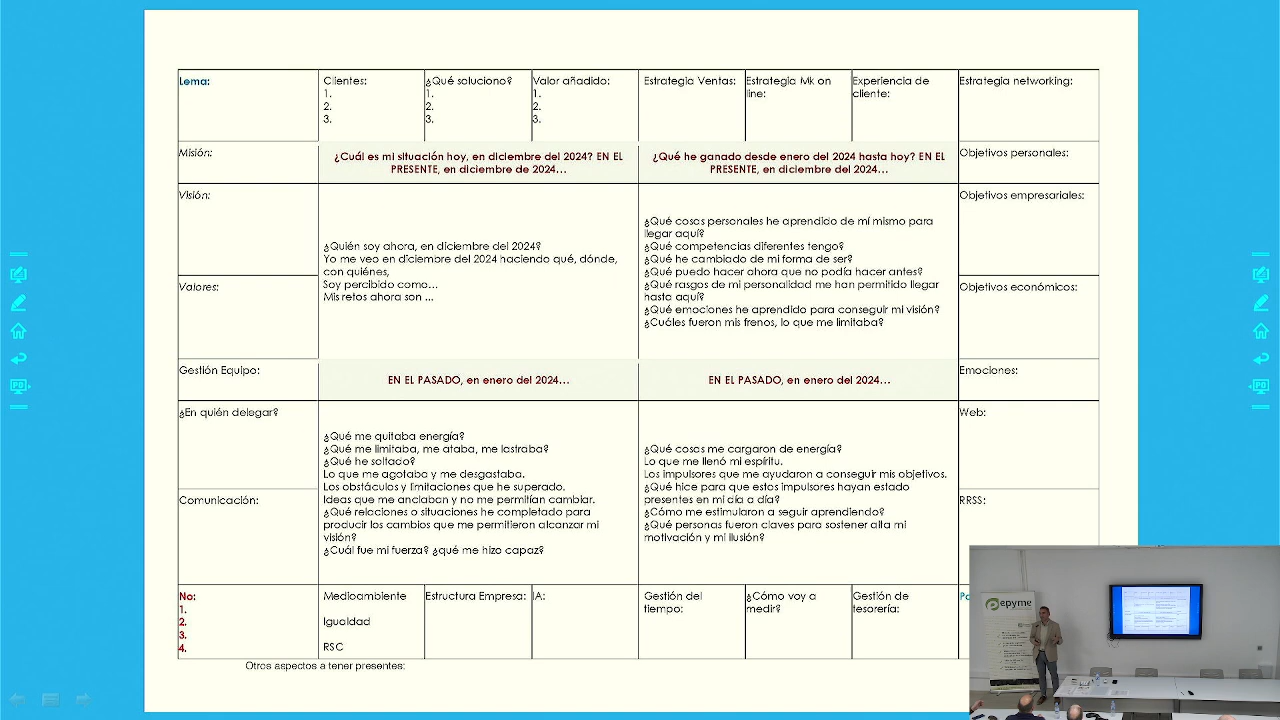 Lema:
Clientes:
1.
2.
3.
¿Qué soluciono?
1.
2.
3.
Valor añadido:
1.
2.
3.
Estrategia Ventas:
Estrategia Mk on
line:
Experiencia de
cliente:
Estrategia networking:
Misión:
¿Cuál es mi situación hoy, en diciembre del 2024? EN EL
PRESENTE, en diciembre de 2024...
¿Qué he ganado desde enero del 2024 hasta hoy? EN EL
PRESENTE, en diciembre del 2024...
Objetivos personales:
Visión:
¿Quién soy ahora, en diciembre del 2024?
Yo me veo en diciembre del 2024 haciendo qué, dónde,
con quiénes,
Soy percibido como...
Mis retos ahora son ...
¿Qué cosas personales he aprendido de mí mismo para
llegar aquí?
¿Qué competencias diferentes tengo?
¿Qué he cambiado de mi forma de ser?
¿Qué puedo hacer ahora que no podía hacer antes?
¿Qué rasgos de mi personalidad me han permitido llegar
hasta aquí?
¿Qué emociones he aprendido para conseguir mi visión?
¿Cuáles fueron mis frenos, lo que me limitaba?
Objetivos empresariales:
Valores:
Objetivos económicos:
Gestión Equipo:
EN EL PASADO, en enero del 2024...
EN EL PASADO, en enero del 2024...
Emociones:
¿En quién delegar?
¿Qué me quitaba energía?
¿Qué me limitaba, me ataba, me lastraba?
¿Qué he soltado?
Lo que me agotaba y me desgastaba.
Los obstáculos y limitaciones que he superado.
Ideas que me anclaban y no me permitían cambiar.
¿Qué relaciones o situaciones he completado para
producir los cambios que me permitieron alcanzar mi
visión?
¿Cuál fue mi fuerza? ¿qué me hizo capaz?
¿Qué cosas me cargaron de energía?
Lo que me llenó mi espíritu.
Los impulsores que me ayudaron a conseguir mis objetivos.
¿Qué hice para que estos impulsores hayan estado
presentes en mi día a día?
¿Cómo me estimularon a seguir aprendiendo?
¿Qué personas fueron claves para sostener alta mi
motivación y mi ilusión?
Web:
Comunicación:
RRSS:
No:
1.
2.
3.
4.
Medioambiente
Igualdad
RSC
Estructura Empresa:
IA:
Gestión del
tiempo:
¿Cómo voy a
medir?
Gestión de
tesorería:
Otros aspectos a tener presentes:
epyme